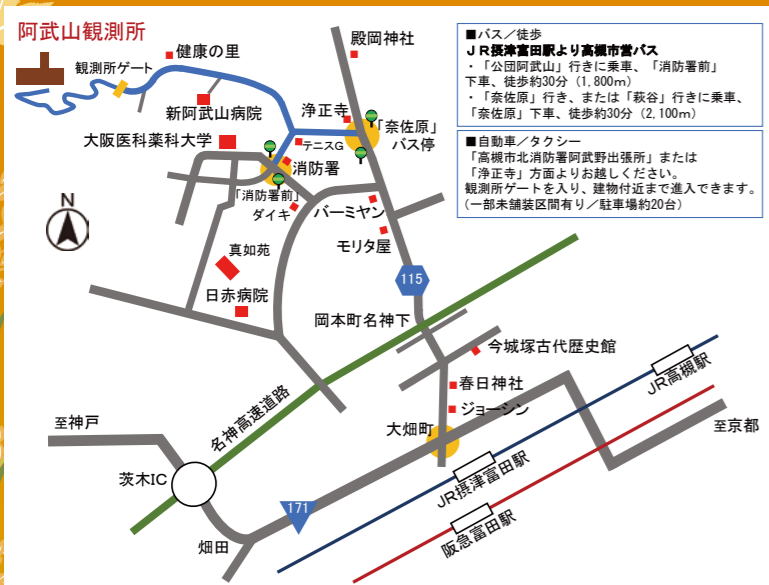 阿武山観測所
健康の里
殿岡神社
観測所ゲート
新阿武山病院
浄正寺
「奈佐原」
バス停
大阪医科薬科大学
テニスG
消防署
「消防署前」
ダイキ
バーミヤン
モリタ屋
N
真如苑
日赤病院
115
岡本町名神下
今城塚古代歴史館
JR高槻駅
春日神社
ジョーシン
名神高速道路
大畑町
至神戸
至京都
茨木IC
JR摂津富田駅
171
阪急富田駅
畑田
■バス／徒歩
ＪＲ摂津富田駅より高槻市営バス
・「公団阿武山」行きに乗車、「消防署前」
下車、徒歩約30分（1,800m）
・「奈佐原」行き、または「萩谷」行きに乗車、
「奈佐原」下車、徒歩約30分（2,100m）
■自動車／タクシー
「高槻市北消防署阿武野出張所」または
「浄正寺」方面よりお越しください。
観測所ゲートを入り、建物付近まで進入できます。
（一部未舗装区間有り／駐車場約20台）